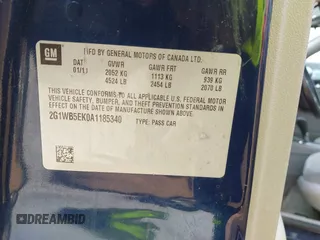 GM
MFD BY GENERAL MOTORS OF CANADA LTD.
DATE GVWR GAWR FRT GAWR RR
01/11 2052 KG 1113 KG 939 KG
4524 LB 2454 LB 2070 LB
THIS VEHICLE CONFORMS TO ALL APPLICABLE U.S. FEDERAL MOTOR
VEHICLE SAFETY, BUMPER, AND THEFT PREVENTION STANDARDS
IN EFFECT ON THE DATE OF MANUFACTURE SHOWN ABOVE.
2G1WB5EK0A1185340 TYPE: PASS CAR
DREAMBID